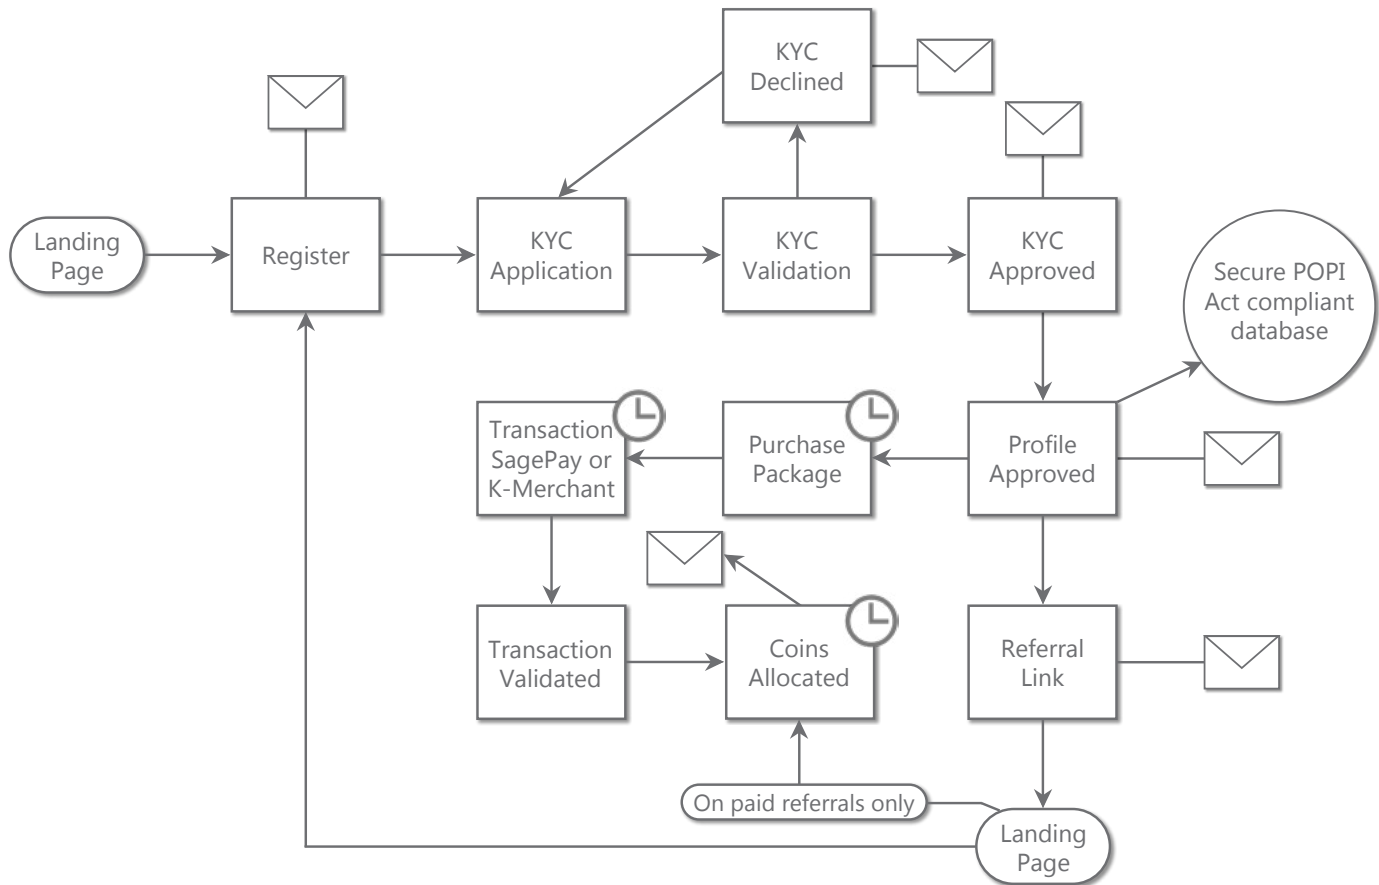 KYC
Declined
Landing
Page
Register
KYC
Application
KYC
Validation
KYC
Approved
Secure POPI
Act compliant
database
Transaction
SagePay or
K-Merchant
Purchase
Package
Profile
Approved
Transaction
Validated
Coins
Allocated
Referral
Link
On paid referrals only
Landing
Page